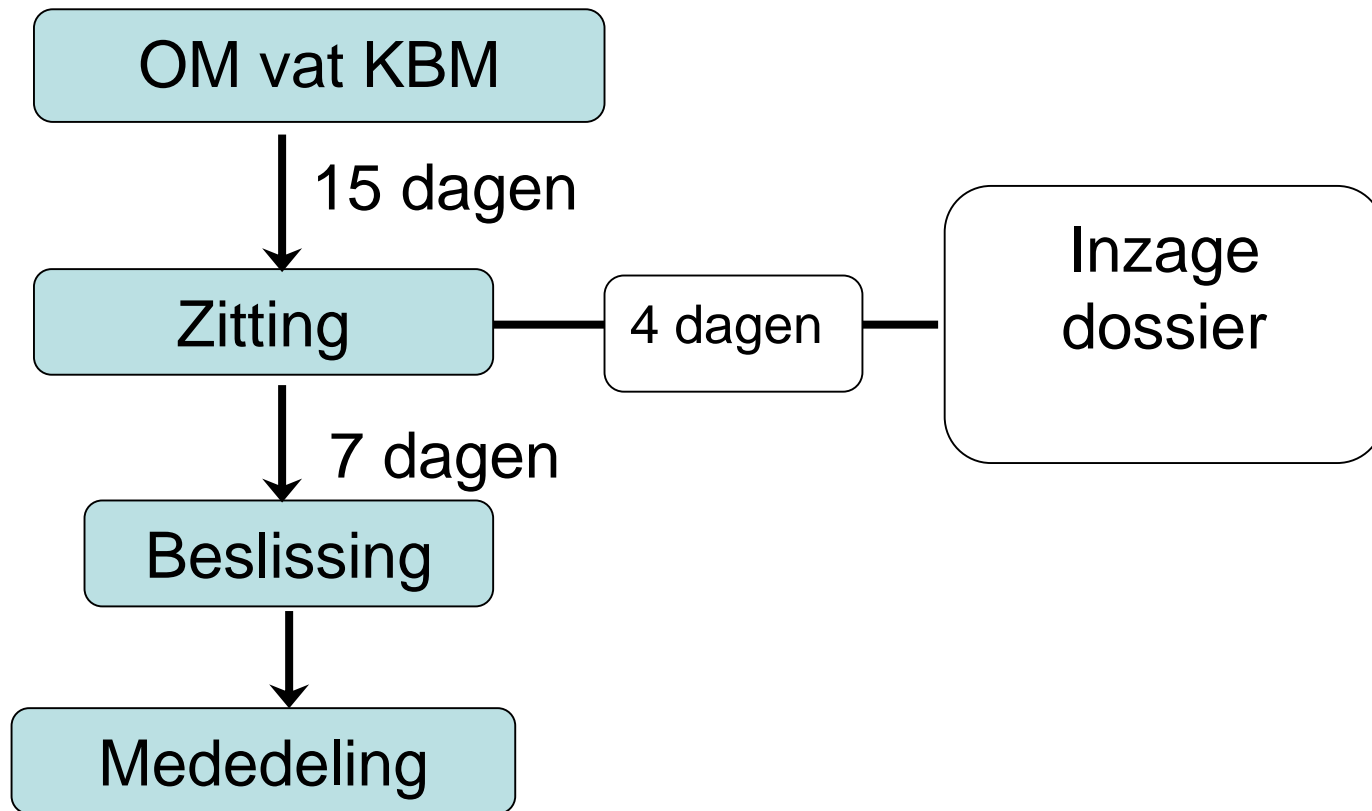 OM vat KBM
15 dagen
Zitting
4 dagen
Inzage
dossier
7 dagen
Beslissing
Mededeling